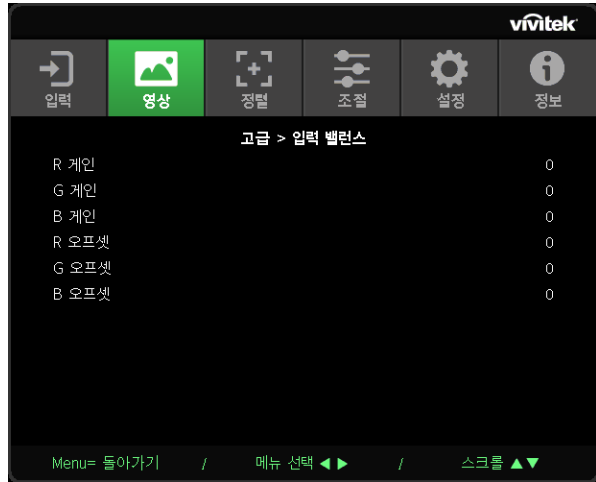 vivitek
입력 영상 정렬 조절 설정 정보
고급 > 입력 밸런스
R 게인 0
G 게인 0
B 게인 0
R 오프셋 0
G 오프셋 0
B 오프셋 0
Menu= 돌아가기 / 메뉴 선택 ◀ ▶ / 스크롤 ▲▼